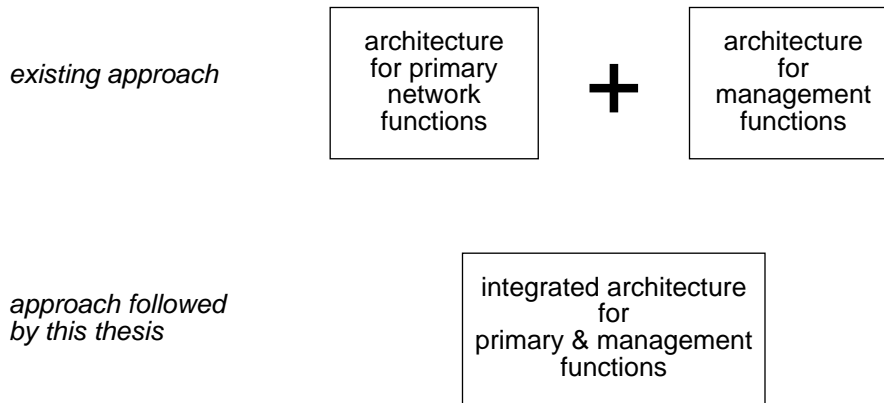 existing approach
architecture
for primary
network
functions
+
architecture
for
management
functions
approach followed
by this thesis
integrated architecture
for
primary & management
functions